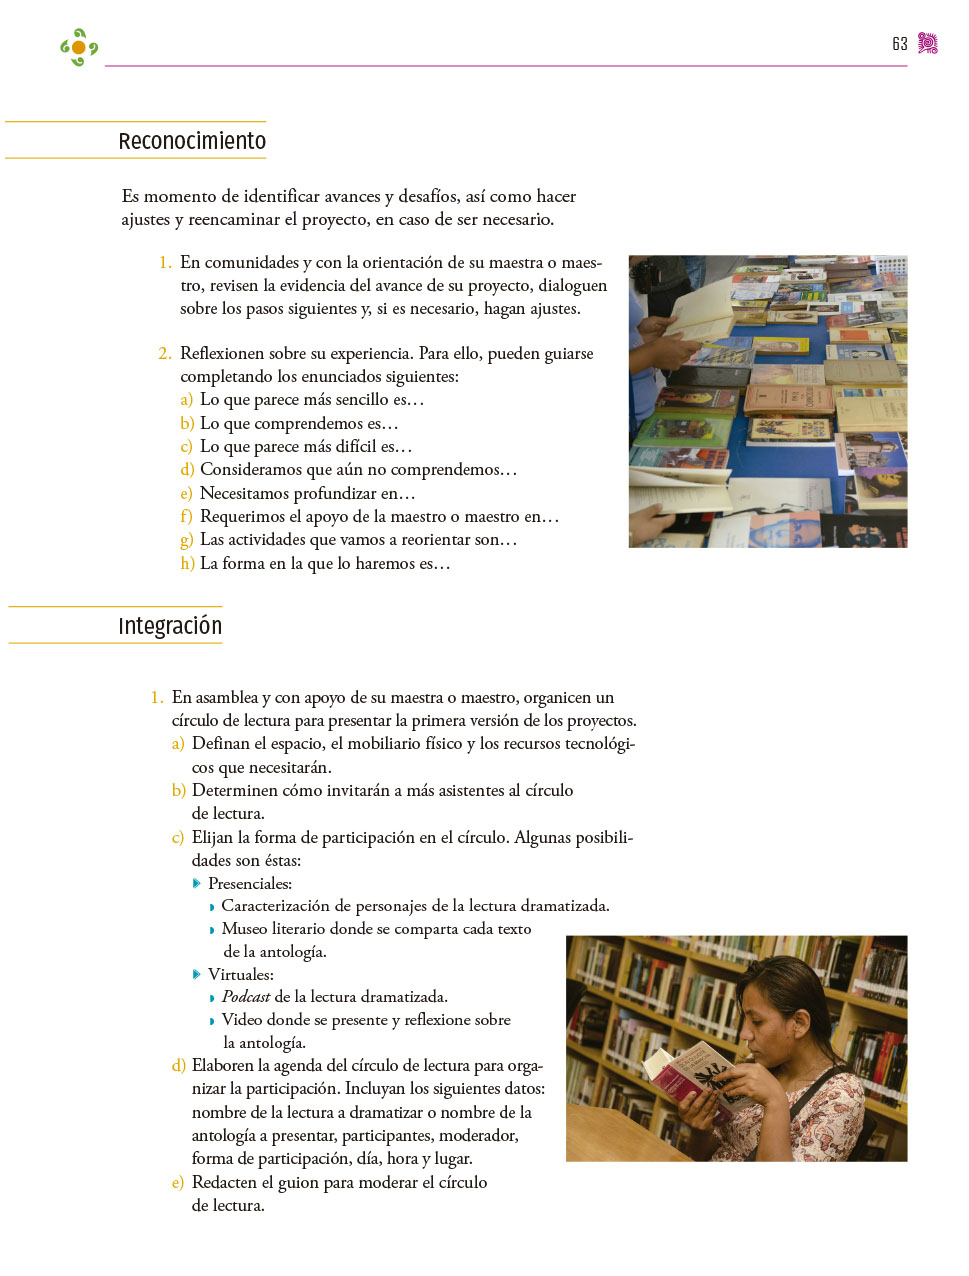 63
Reconocimiento
Es momento de identificar avances y desafíos, así como hacer
ajustes y reencaminar el proyecto, en caso de ser necesario.
1. En comunidades y con la orientación de su maestra o maes-
tro, revisen la evidencia del avance de su proyecto, dialoguen
sobre los pasos siguientes y, si es necesario, hagan ajustes.
2. Reflexionen sobre su experiencia. Para ello, pueden guiarse
completando los enunciados siguientes:
a) Lo que parece más sencillo es…
b) Lo que comprendemos es…
c) Lo que parece más difícil es…
d) Consideramos que aún no comprendemos…
e) Necesitamos profundizar en…
f) Requerimos el apoyo de la maestro o maestro en…
g) Las actividades que vamos a reorientar son…
h) La forma en la que lo haremos es…
Integración
1. En asamblea y con apoyo de su maestra o maestro, organicen un
círculo de lectura para presentar la primera versión de los proyectos.
a) Definan el espacio, el mobiliario físico y los recursos tecnológi-
cos que necesitarán.
b) Determinen cómo invitarán a más asistentes al círculo
de lectura.
c) Elijan la forma de participación en el círculo. Algunas posibili-
dades son éstas:
Presenciales:
Caracterización de personajes de la lectura dramatizada.
Museo literario donde se comparta cada texto
de la antología.
Virtuales:
Podcast de la lectura dramatizada.
Video donde se presente y reflexione sobre
la antología.
d) Elaboren la agenda del círculo de lectura para orga-
nizar la participación. Incluyan los siguientes datos:
nombre de la lectura a dramatizar o nombre de la
antología a presentar, participantes, moderador,
forma de participación, día, hora y lugar.
e) Redacten el guion para moderar el círculo
de lectura.